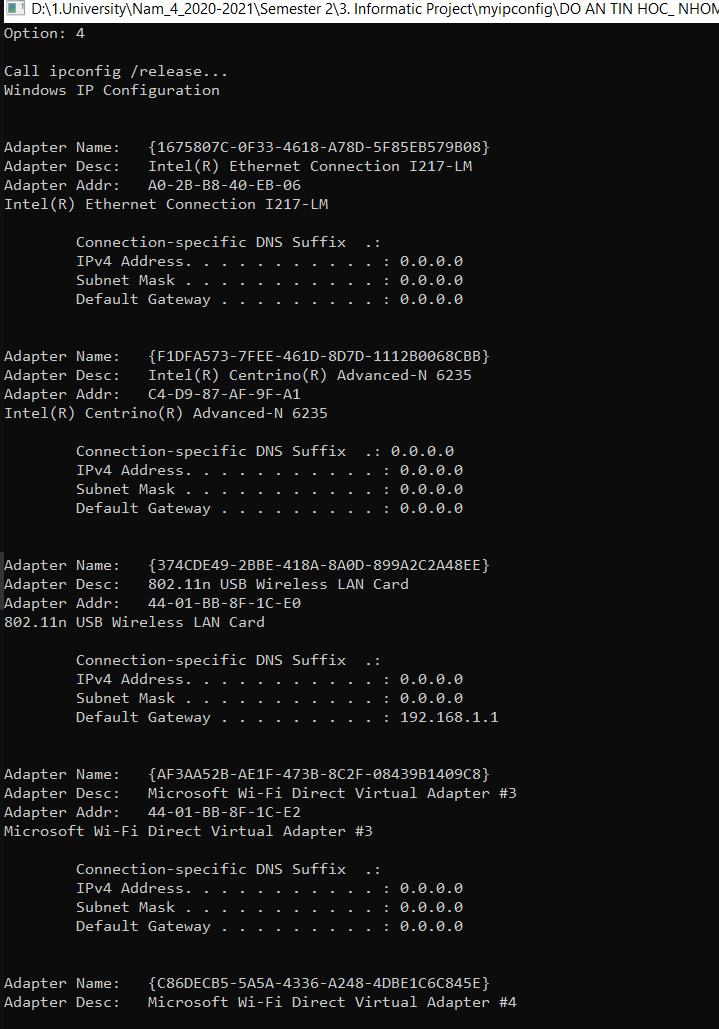 D:\1.University\Nam_4_2020-2021\Semester 2\3. Informatic Project\myipconfig\DO AN TIN HOC_ NHOM
Option: 4
Call ipconfig /release...
Windows IP Configuration
Adapter Name:   {1675807C-0F33-4618-A78D-5F85EB579B08}
Adapter Desc:   Intel(R) Ethernet Connection I217-LM
Adapter Addr:   A0-2B-B8-40-EB-06
Intel(R) Ethernet Connection I217-LM
Connection-specific DNS Suffix  .:
IPv4 Address. . . . . . . . . . . : 0.0.0.0
Subnet Mask . . . . . . . . . . . : 0.0.0.0
Default Gateway . . . . . . . . . : 0.0.0.0
Adapter Name:   {F1DFA573-7FEE-461D-8D7D-1112B0068CBB}
Adapter Desc:   Intel(R) Centrino(R) Advanced-N 6235
Adapter Addr:   C4-D9-87-AF-9F-A1
Intel(R) Centrino(R) Advanced-N 6235
Connection-specific DNS Suffix  .: 0.0.0.0
IPv4 Address. . . . . . . . . . . : 0.0.0.0
Subnet Mask . . . . . . . . . . . : 0.0.0.0
Default Gateway . . . . . . . . . : 0.0.0.0
Adapter Name:   {374CDE49-2BBE-418A-8A0D-899A2C2A48EE}
Adapter Desc:   802.11n USB Wireless LAN Card
Adapter Addr:   44-01-BB-8F-1C-E0
802.11n USB Wireless LAN Card
Connection-specific DNS Suffix  .:
IPv4 Address. . . . . . . . . . . : 0.0.0.0
Subnet Mask . . . . . . . . . . . : 0.0.0.0
Default Gateway . . . . . . . . . : 192.168.1.1
Adapter Name:   {AF3AA52B-AE1F-473B-8C2F-08439B1409C8}
Adapter Desc:   Microsoft Wi-Fi Direct Virtual Adapter #3
Adapter Addr:   44-01-BB-8F-1C-E2
Microsoft Wi-Fi Direct Virtual Adapter #3
Connection-specific DNS Suffix  .:
IPv4 Address. . . . . . . . . . . : 0.0.0.0
Subnet Mask . . . . . . . . . . . : 0.0.0.0
Default Gateway . . . . . . . . . : 0.0.0.0
Adapter Name:   {C86DECB5-5A5A-4336-A248-4DBE1C6C845E}
Adapter Desc:   Microsoft Wi-Fi Direct Virtual Adapter #4